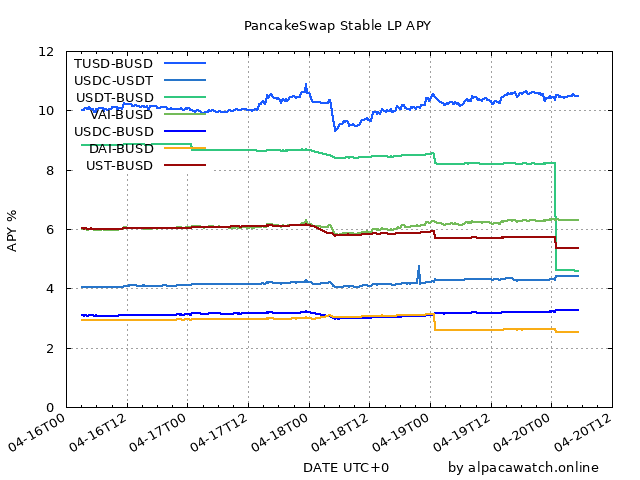 PancakeSwap Stable LP APY
12
10
8
6
4
2
0
APY %
TUSD-BUSD
USDC-USDT
USDT-BUSD
VAI-BUSD
USDC-BUSD
DAI-BUSD
UST-BUSD
04-16T00
04-16T12
04-17T00
04-17T12
04-18T00
04-18T12
04-19T00
04-19T12
04-20T00
04-20T12
DATE UTC+0
by alpacawatch.online